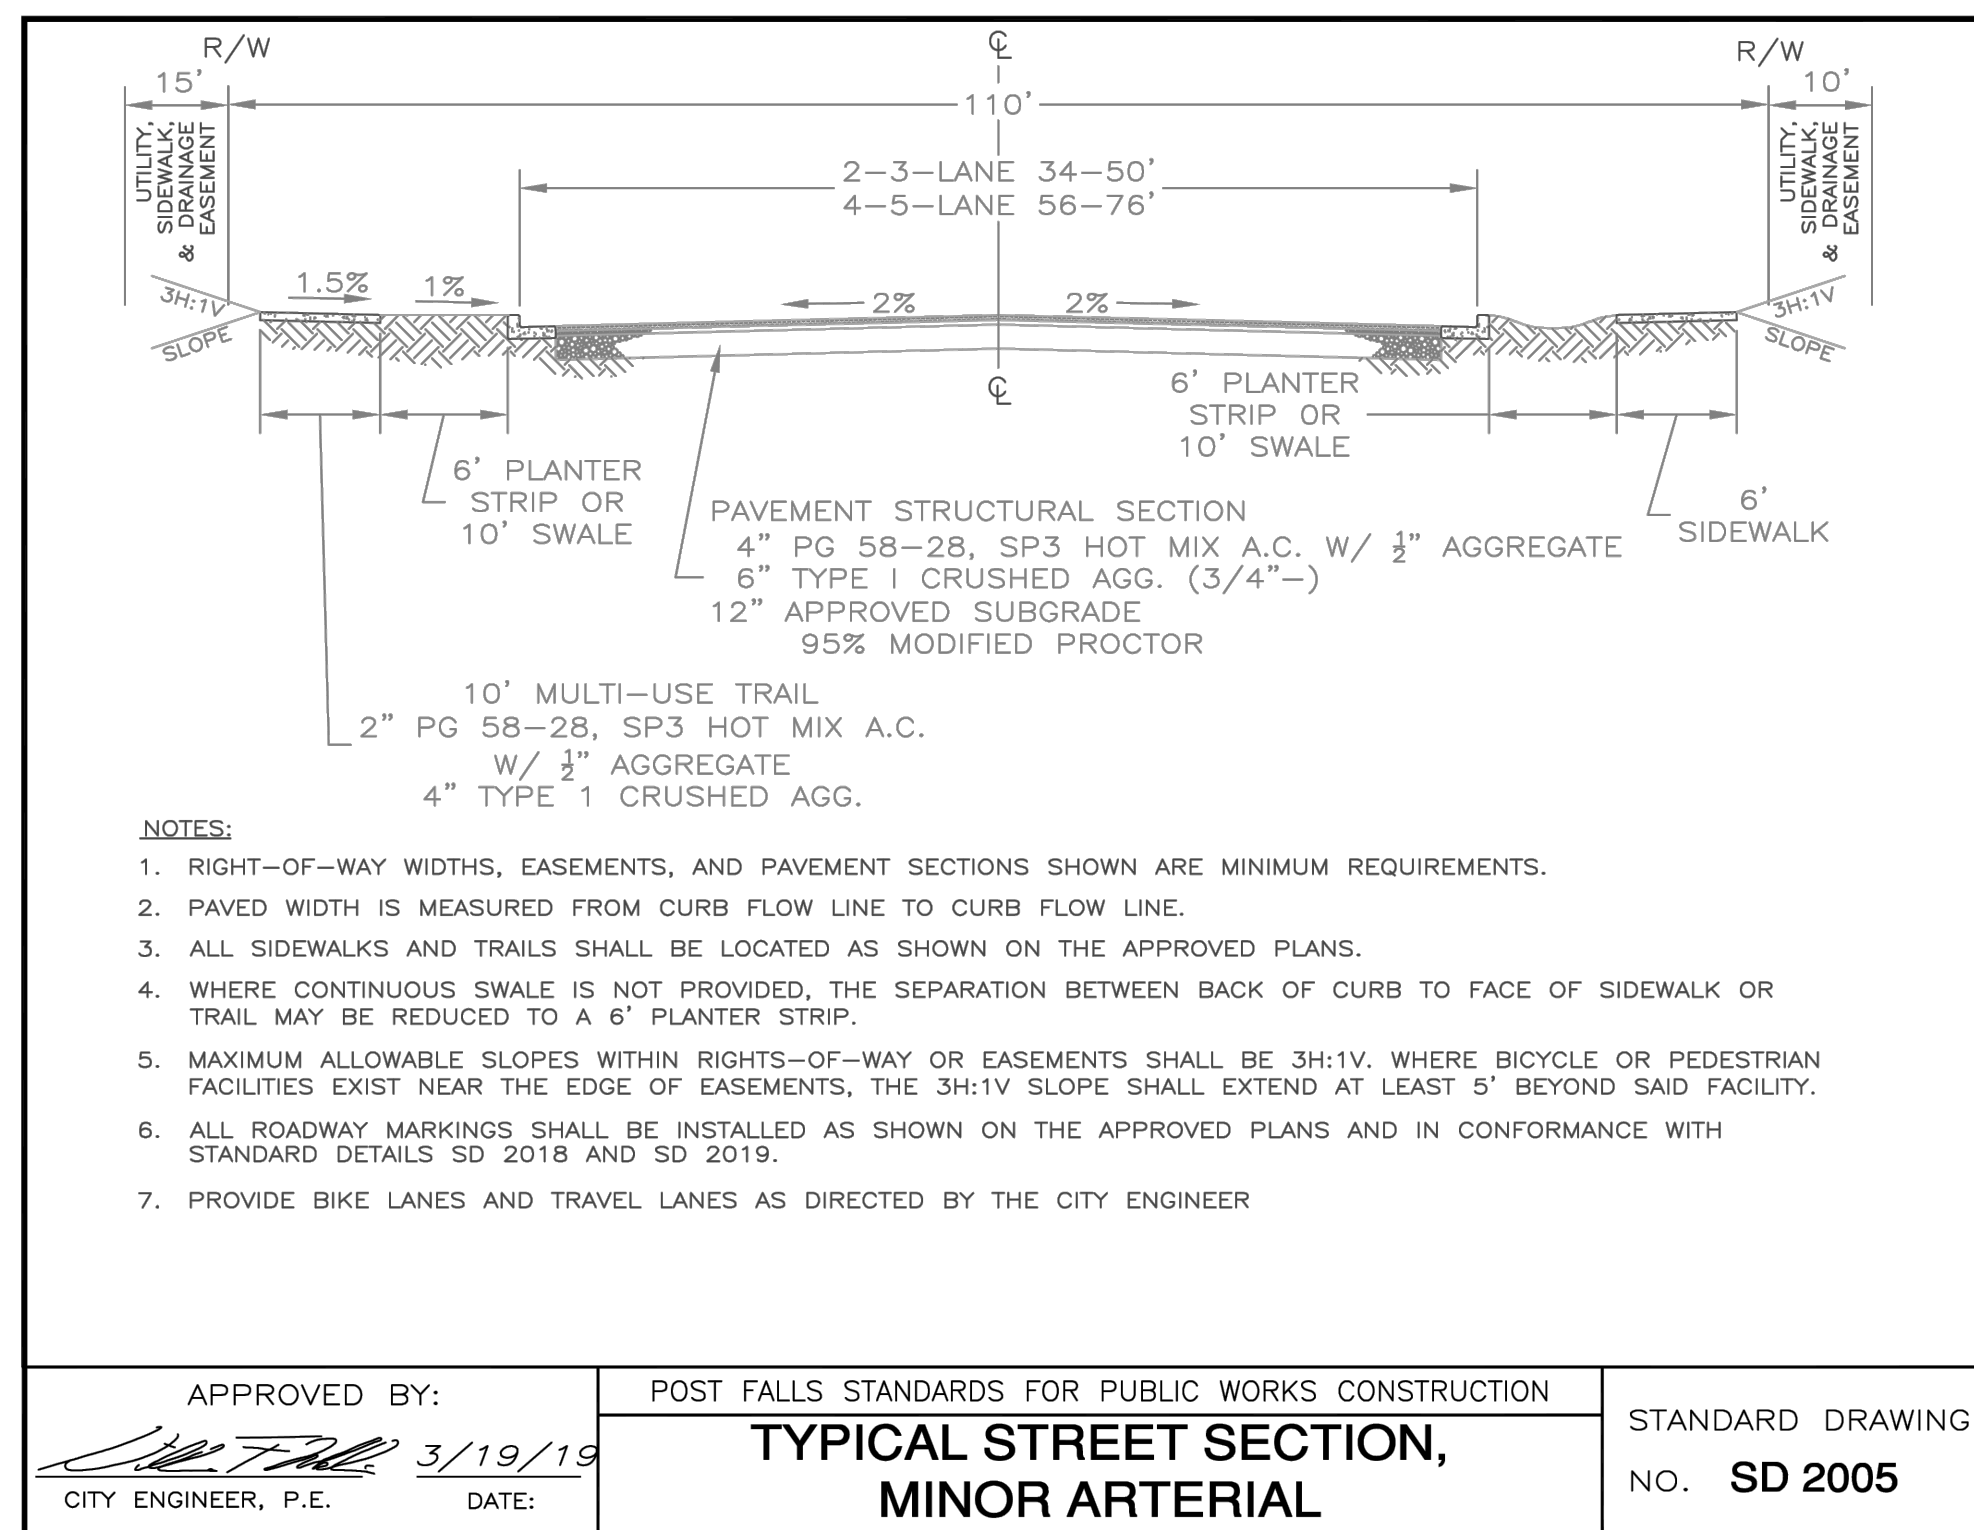 R/W
℄
R/W
15'
110'
10'
UTILITY,
SIDEWALK,
& DRAINAGE
EASEMENT
UTILITY,
SIDEWALK,
& DRAINAGE
EASEMENT
2-3-LANE 34-50'
4-5-LANE 56-76'
3H:1V
SLOPE
1.5%
1%
2%
2%
3H:1V
SLOPE
℄
6' PLANTER
STRIP OR
10' SWALE
6' PLANTER
STRIP OR
10' SWALE
6'
SIDEWALK
PAVEMENT STRUCTURAL SECTION
4" PG 58-28, SP3 HOT MIX A.C. W/ ½" AGGREGATE
6" TYPE I CRUSHED AGG. (3/4"-)
12" APPROVED SUBGRADE
95% MODIFIED PROCTOR
10' MULTI-USE TRAIL
2" PG 58-28, SP3 HOT MIX A.C.
W/ ½" AGGREGATE
4" TYPE 1 CRUSHED AGG.
NOTES:
1. RIGHT-OF-WAY WIDTHS, EASEMENTS, AND PAVEMENT SECTIONS SHOWN ARE MINIMUM REQUIREMENTS.
2. PAVED WIDTH IS MEASURED FROM CURB FLOW LINE TO CURB FLOW LINE.
3. ALL SIDEWALKS AND TRAILS SHALL BE LOCATED AS SHOWN ON THE APPROVED PLANS.
4. WHERE CONTINUOUS SWALE IS NOT PROVIDED, THE SEPARATION BETWEEN BACK OF CURB TO FACE OF SIDEWALK OR
TRAIL MAY BE REDUCED TO A 6' PLANTER STRIP.
5. MAXIMUM ALLOWABLE SLOPES WITHIN RIGHTS-OF-WAY OR EASEMENTS SHALL BE 3H:1V. WHERE BICYCLE OR PEDESTRIAN
FACILITIES EXIST NEAR THE EDGE OF EASEMENTS, THE 3H:1V SLOPE SHALL EXTEND AT LEAST 5' BEYOND SAID FACILITY.
6. ALL ROADWAY MARKINGS SHALL BE INSTALLED AS SHOWN ON THE APPROVED PLANS AND IN CONFORMANCE WITH
STANDARD DETAILS SD 2018 AND SD 2019.
7. PROVIDE BIKE LANES AND TRAVEL LANES AS DIRECTED BY THE CITY ENGINEER
APPROVED BY:
3/19/19
CITY ENGINEER, P.E.
DATE:
POST FALLS STANDARDS FOR PUBLIC WORKS CONSTRUCTION
TYPICAL STREET SECTION,
MINOR ARTERIAL
STANDARD DRAWING
NO. SD 2005